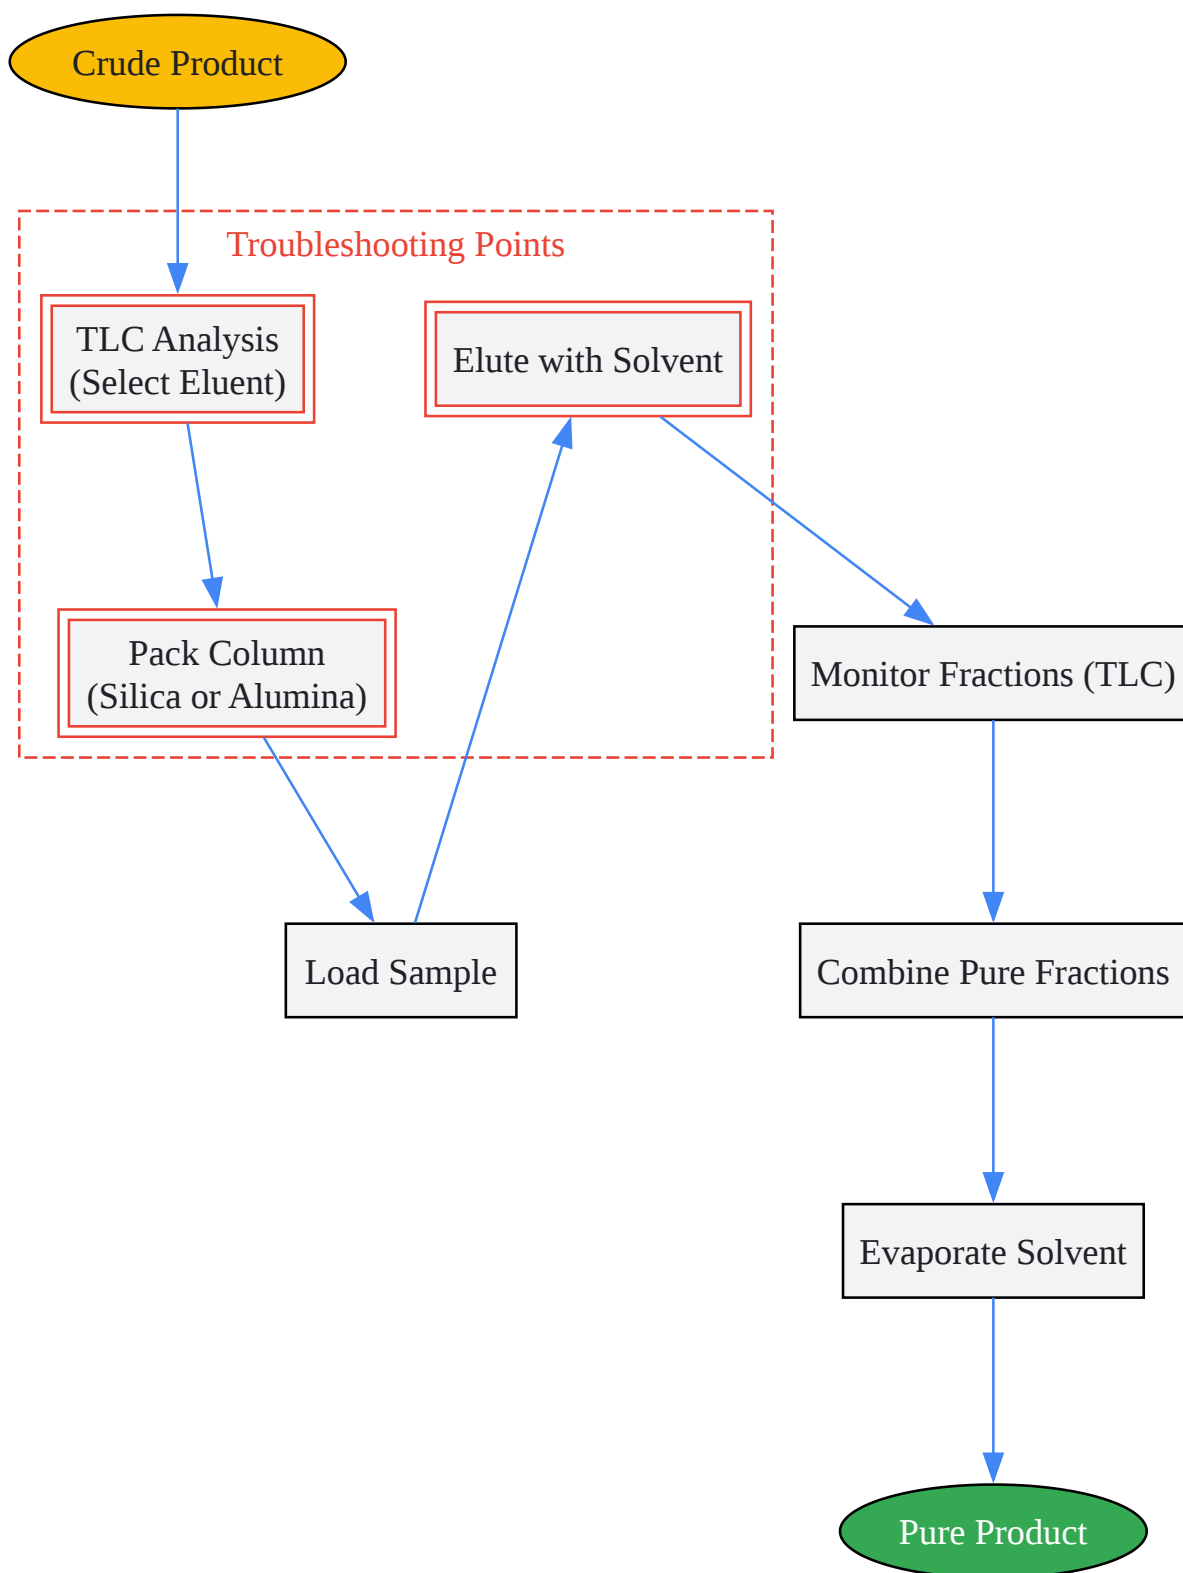 Crude Product
Troubleshooting Points
TLC Analysis
(Select Eluent)
Elute with Solvent
Pack Column
(Silica or Alumina)
Monitor Fractions (TLC)
Load Sample
Combine Pure Fractions
Evaporate Solvent
Pure Product